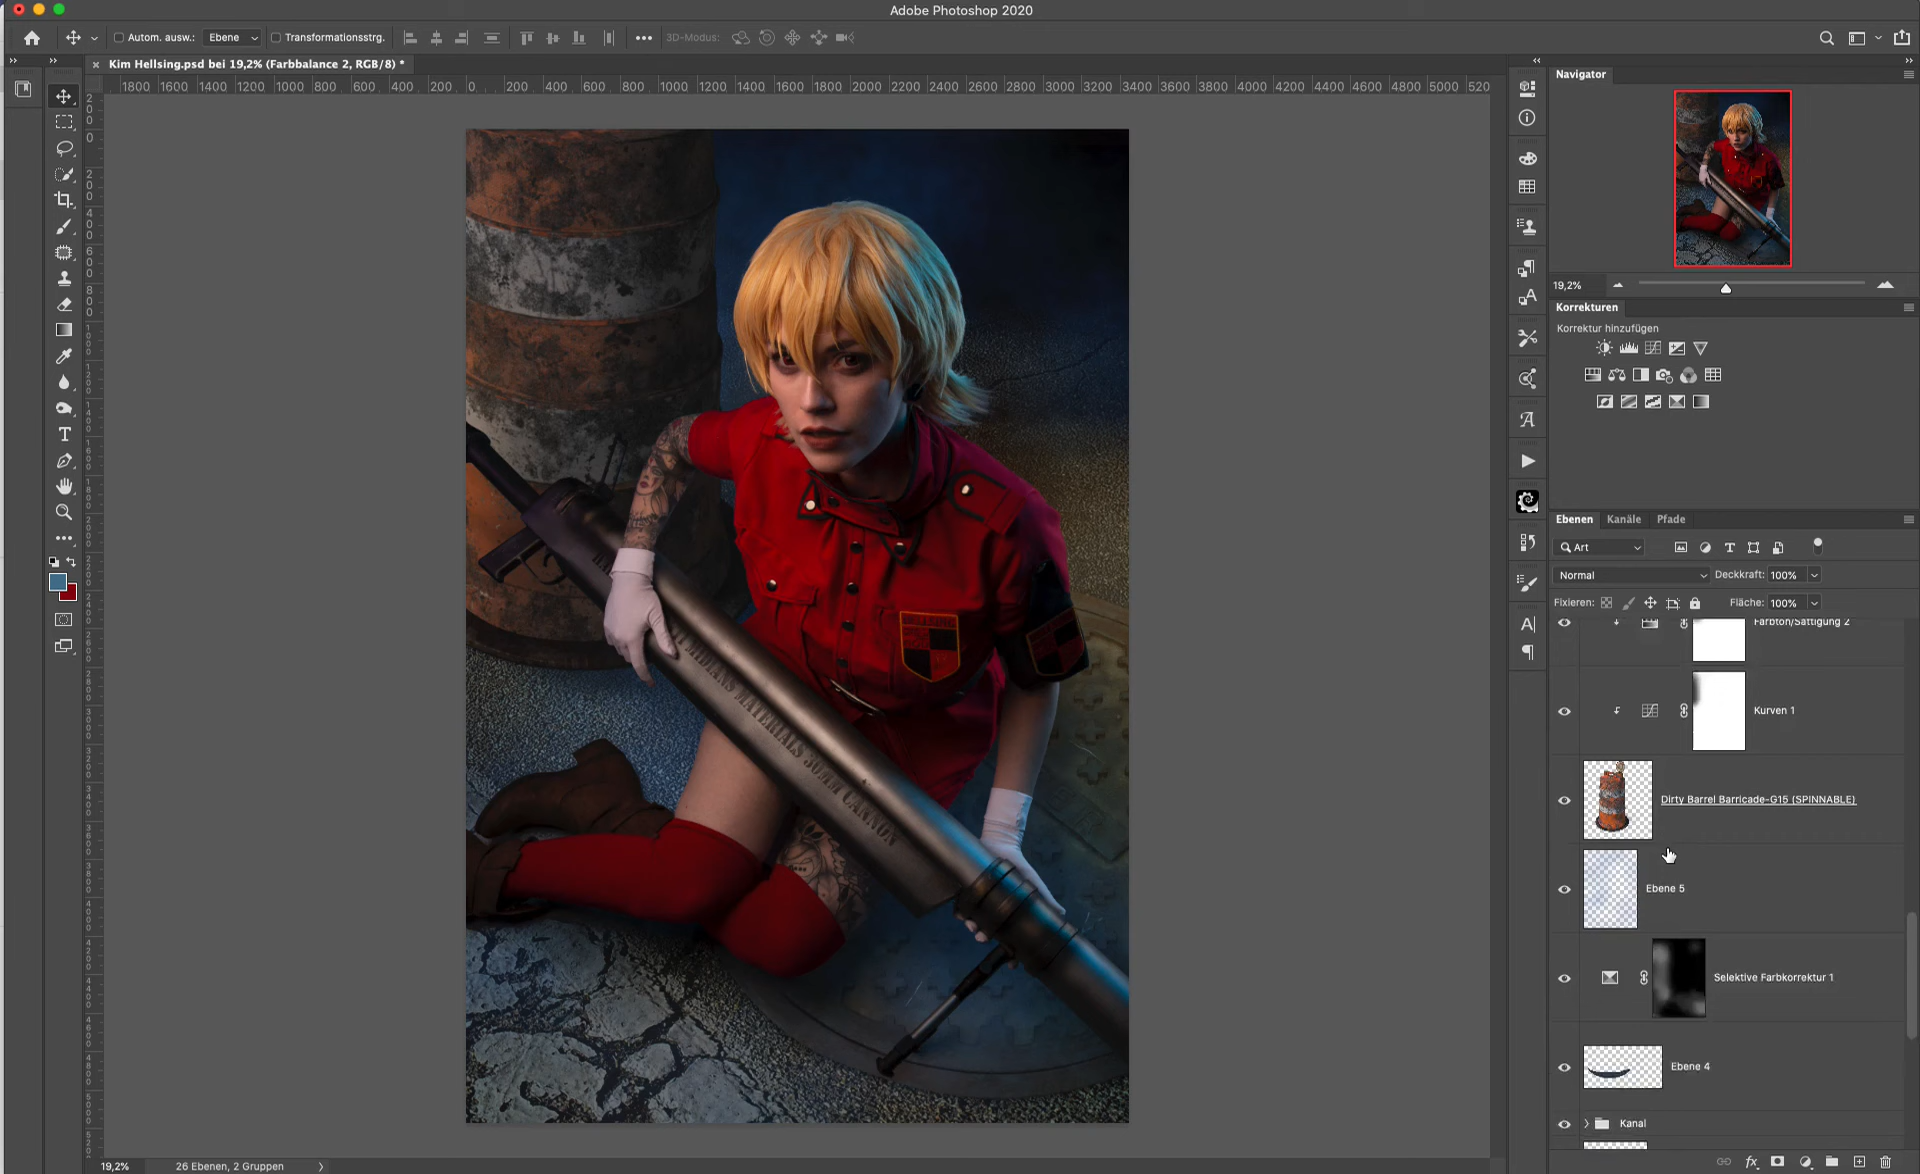 Adobe Photoshop 2020
Autom. ausw.: Ebene Transformationsstrg. 3D-Modus:
Kim Hellsing.psd bei 19,2% (Farbbalance 2, RGB/8) *
1800 1600 1400 1200 1000 800 600 400 200 0 200 400 600 800 1000 1200 1400 1600 1800 2000 2200 2400 2600 2800 3000 3200 3400 3600 3800 4000 4200 4400 4600 4800 5000 520
Navigator
19,2%
Korrekturen
Korrektur hinzufügen
Ebenen Kanäle Pfade
Art
Normal Deckkraft: 100%
Fixieren: Fläche: 100%
Farbton/Sättigung 2
Kurven 1
Dirty Barrel Barricade-G15 (SPINNABLE)
Ebene 5
Selektive Farbkorrektur 1
Ebene 4
Kanal
HELLSING
MIDIANS MATERIALS 30MM CANNON
19,2% 26 Ebenen, 2 Gruppen